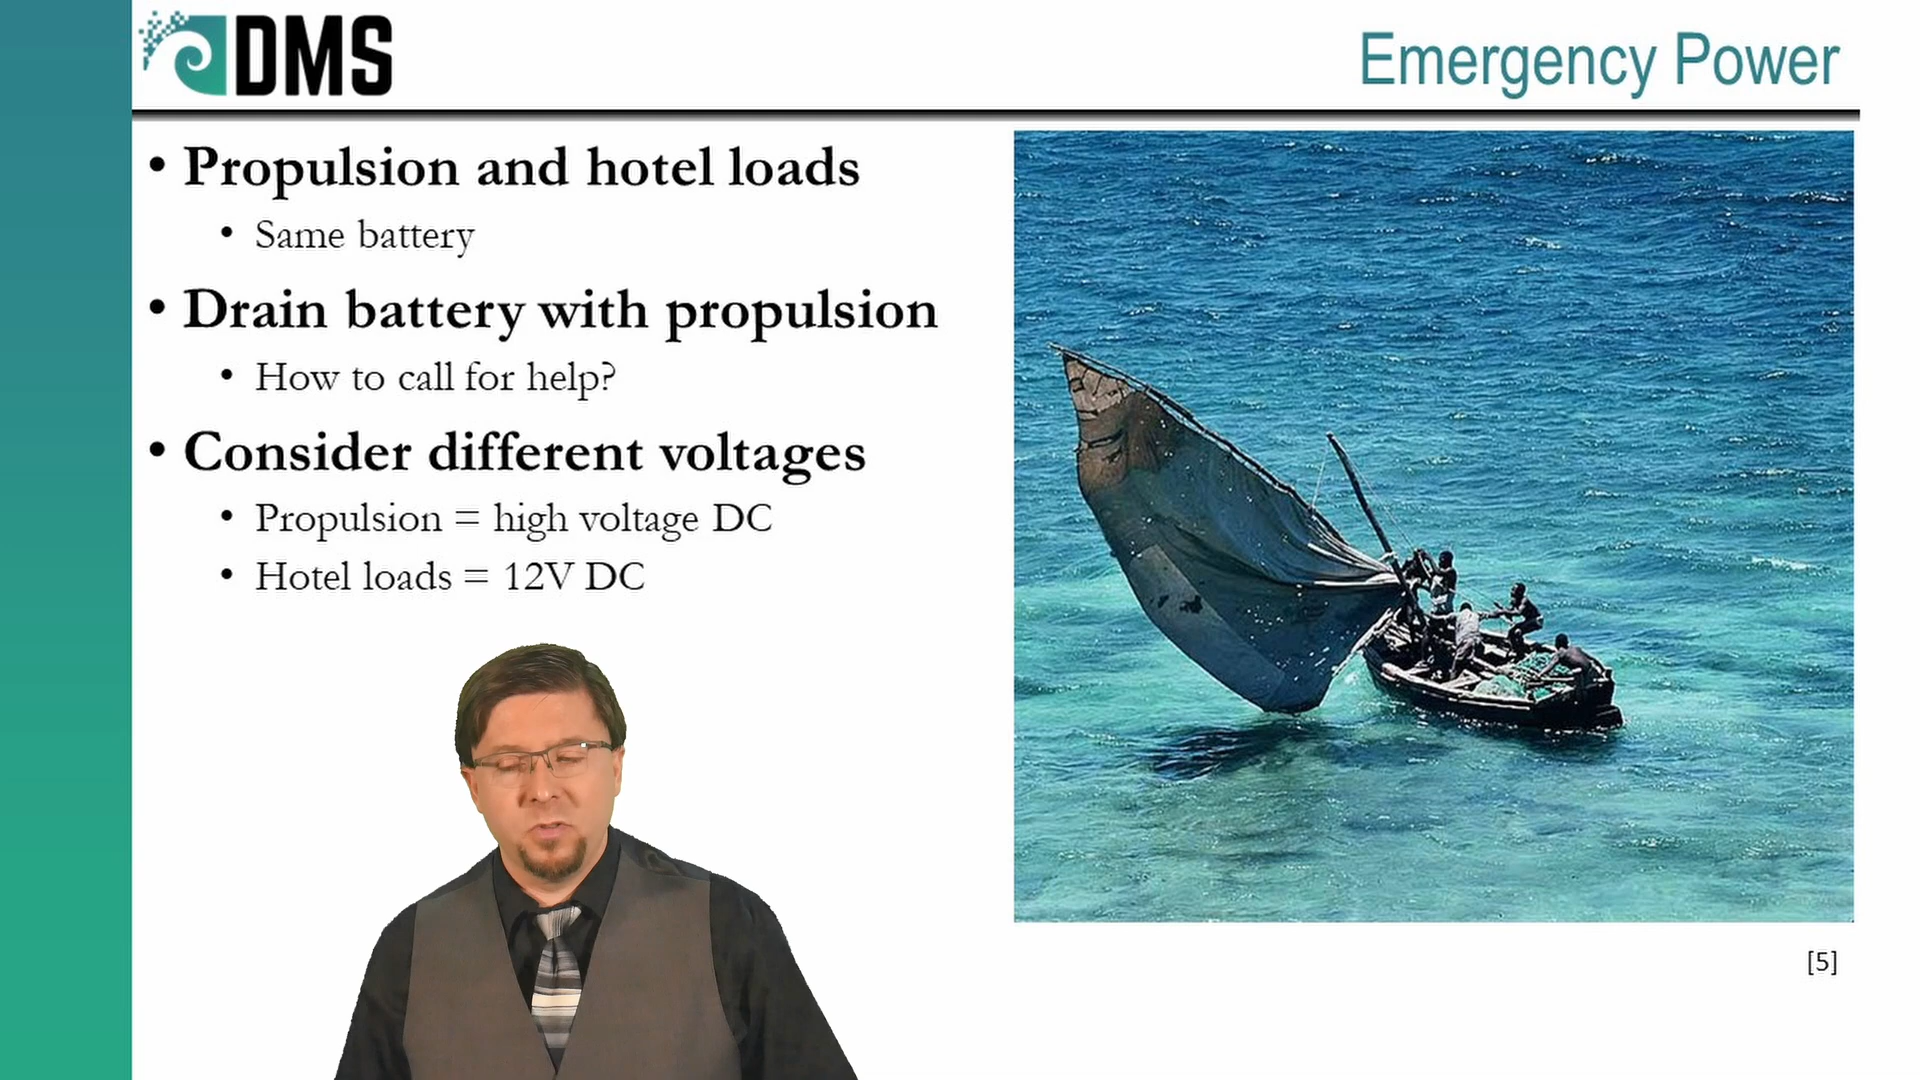 DMS
Emergency Power
• Propulsion and hotel loads
• Same battery
• Drain battery with propulsion
• How to call for help?
• Consider different voltages
• Propulsion = high voltage DC
• Hotel loads = 12V DC
[5]